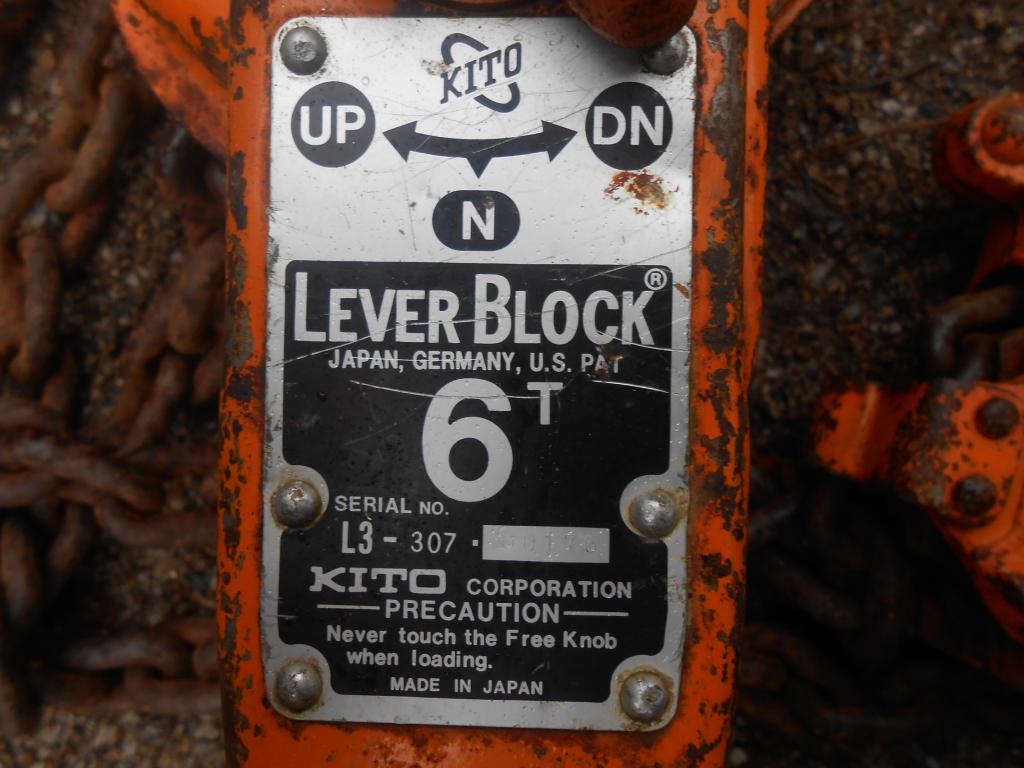 KITO
UP
DN
N
LEVER BLOCK®
JAPAN, GERMANY, U.S. PAT
6T
SERIAL NO.
L3-307 ·
KITO CORPORATION
PRECAUTION
Never touch the Free Knob
when loading.
MADE IN JAPAN